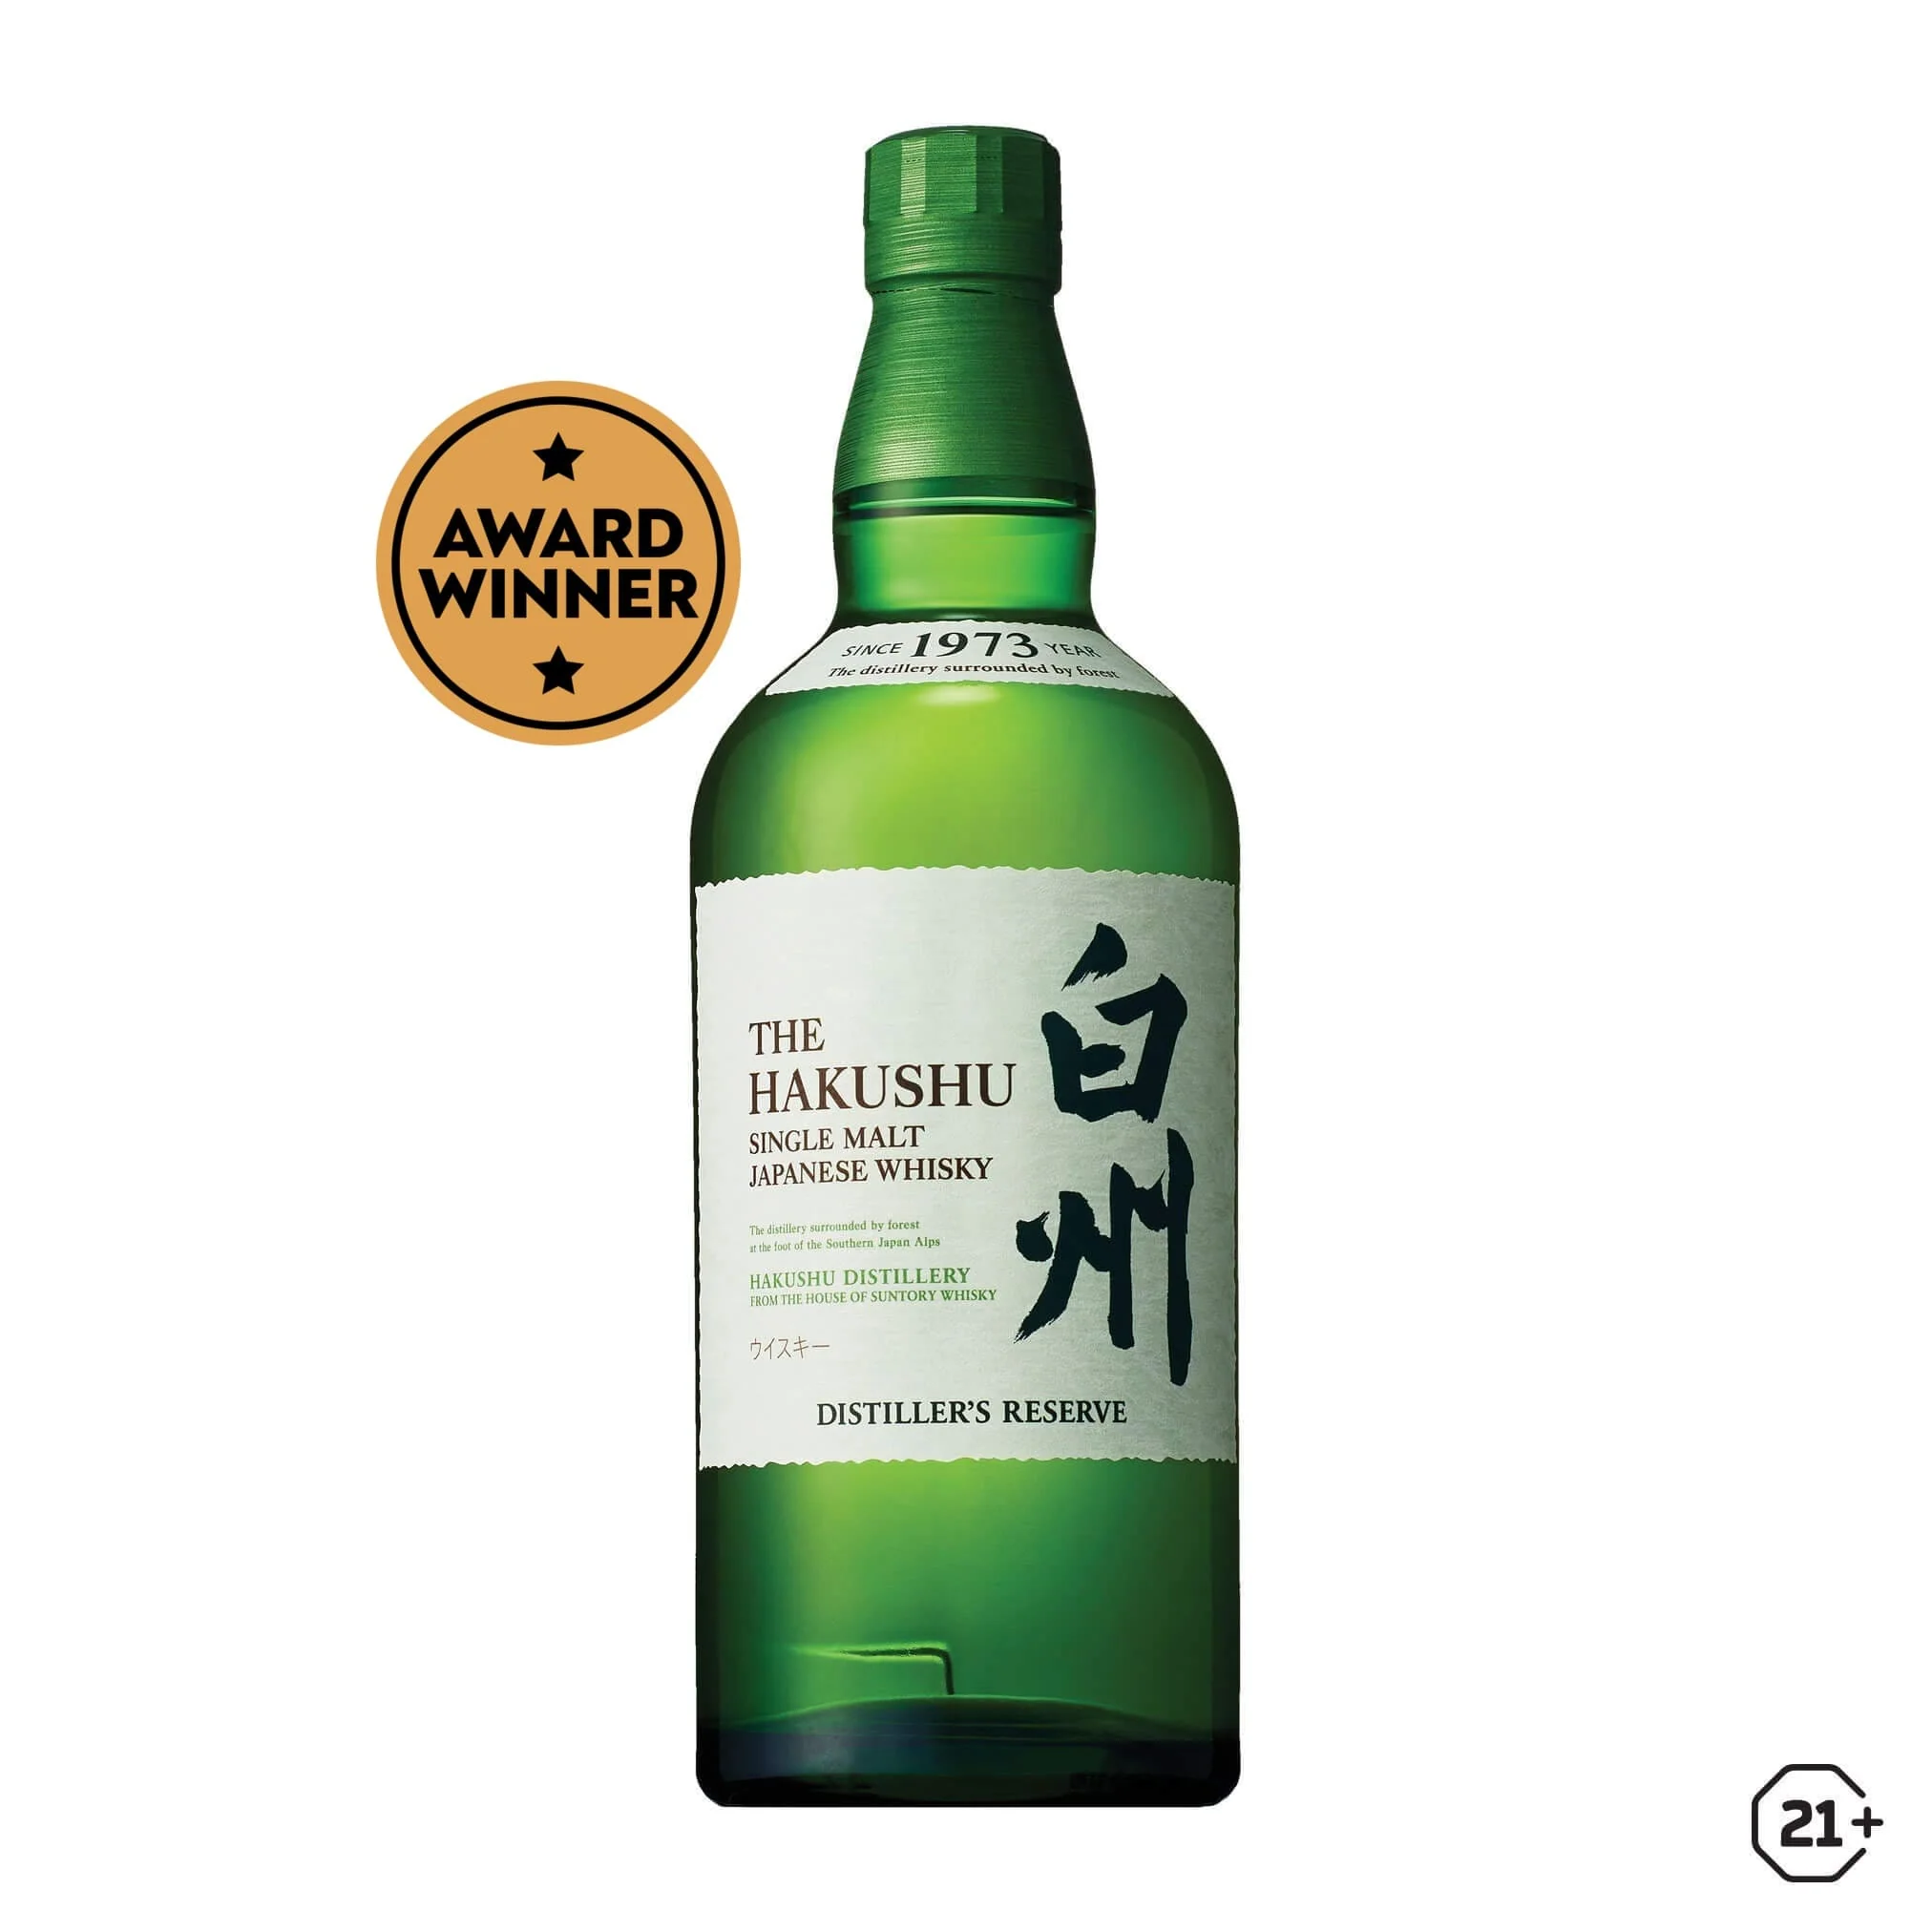 AWARD
WINNER
SINCE 1973 YEAR
The distillery surrounded by forest
THE
HAKUSHU
SINGLE MALT
JAPANESE WHISKY
白州
The distillery surrounded by forest
at the foot of the Southern Japan Alps
HAKUSHU DISTILLERY
FROM THE HOUSE OF SUNTORY WHISKY
ウイスキー
DISTILLER'S RESERVE
21+